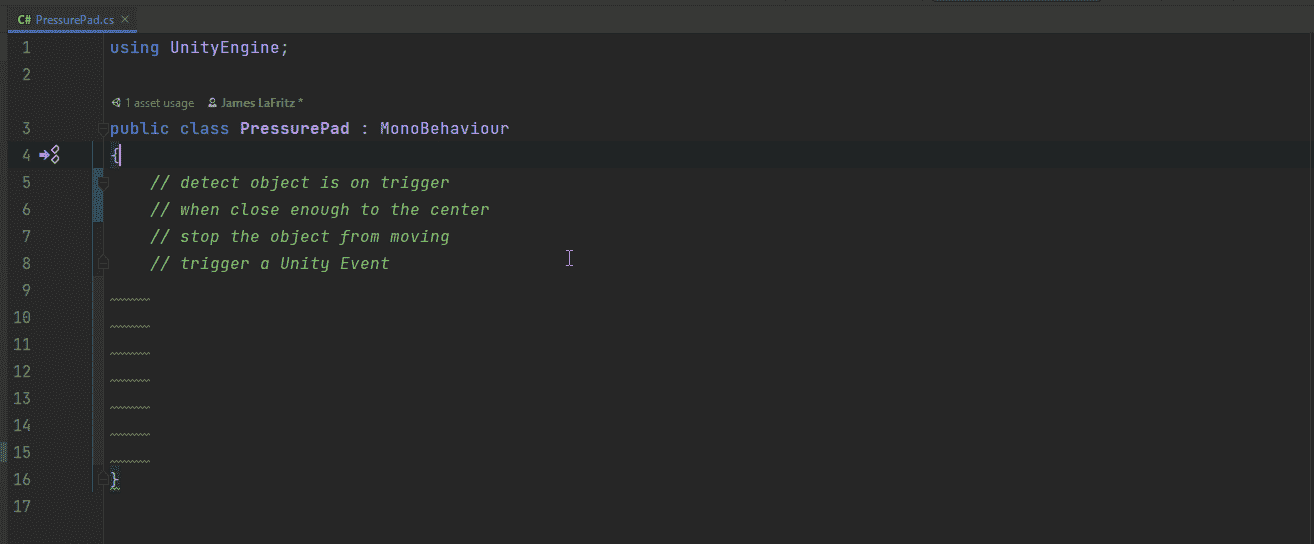 C# PressurePad.cs ×
1 using UnityEngine;
2
1 asset usage James LaFritz *
3 public class PressurePad : MonoBehaviour
4 {
5 // detect object is on trigger
6 // when close enough to the center
7 // stop the object from moving
8 // trigger a Unity Event
9
10
11
12
13
14
15
16 }
17